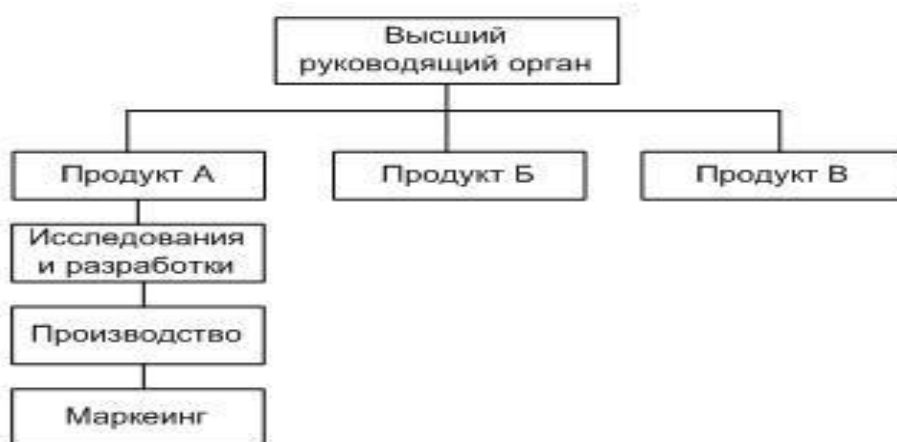 Высший
руководящий орган
Продукт А
Продукт Б
Продукт В
Исследования
и разработки
Производство
Маркеинг